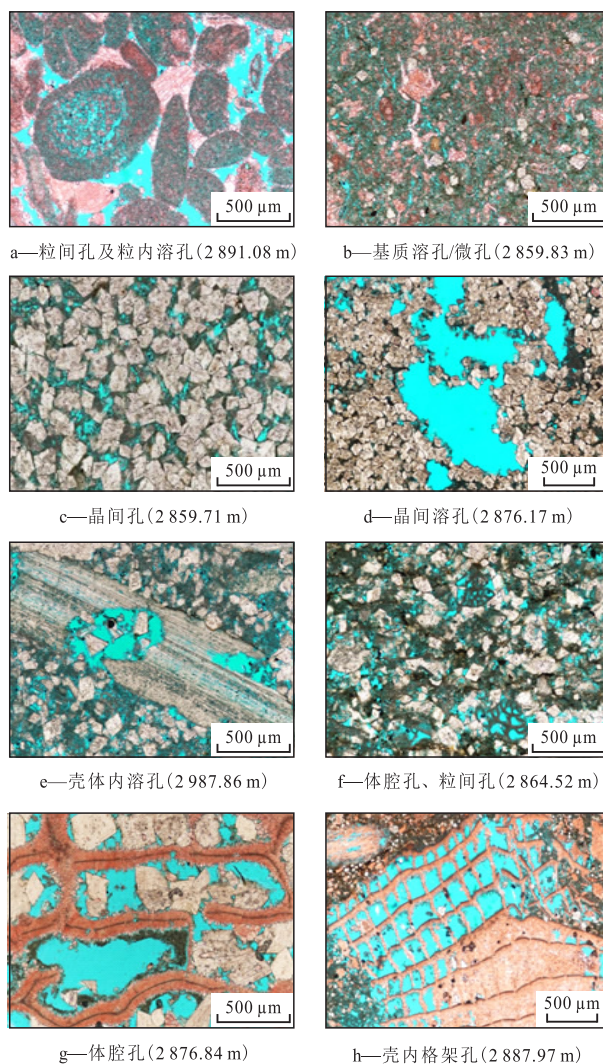 500 μm
500 μm
a—粒间孔及粒内溶孔(2 891.08 m)
b—基质溶孔/微孔(2 859.83 m)
500 μm
500 μm
c—晶间孔(2 859.71 m)
d—晶间溶孔(2 876.17 m)
500 μm
500 μm
e—壳体内溶孔(2 987.86 m)
f—体腔孔、粒间孔(2 864.52 m)
500 μm
500 μm
g—体腔孔(2 876.84 m)
h—壳内格架孔(2 887.97 m)